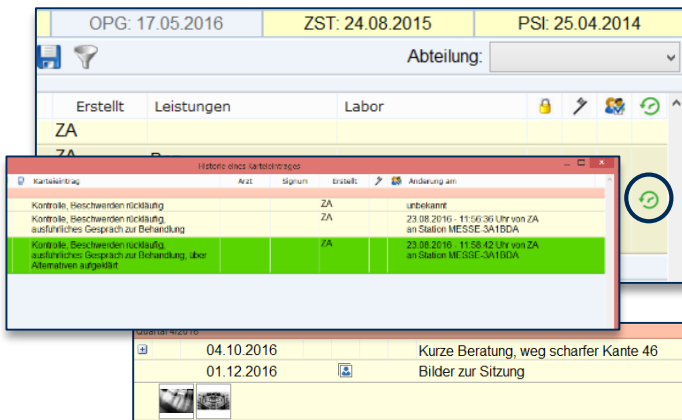 OPG: 17.05.2016 ZST: 24.08.2015 PSI: 25.04.2014
Abteilung:
Erstellt Leistungen Labor
ZA
ZA
Historie eines Karteieintrages
Karteieintrag Arzt Signum Erstellt Änderung am
Kontrolle, Beschwerden rückläufig ZA unbekannt
Kontrolle, Beschwerden rückläufig, ZA 23.08.2016 - 11:56:36 Uhr von ZA
ausführliches Gespräch zur Behandlung an Station MESSE-3A1BDA
Kontrolle, Beschwerden rückläufig, ZA 23.08.2016 - 11:58:42 Uhr von ZA
ausführliches Gespräch zur Behandlung, über an Station MESSE-3A1BDA
Alternativen aufgeklärt
Quartal 4/2016
04.10.2016 Kurze Beratung, weg scharfer Kante 46
01.12.2016 Bilder zur Sitzung